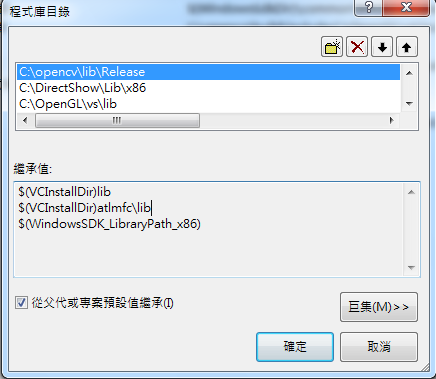 程式庫目錄
C:\opencv\lib\Release
C:\DirectShow\Lib\x86
C:\OpenGL\vs\lib
繼承值:
$(VCInstallDir)lib
$(VCInstallDir)atlmfc\lib
$(WindowsSDK_LibraryPath_x86)
從父代或專案預設值繼承(I)
巨集(M)>>
確定
取消